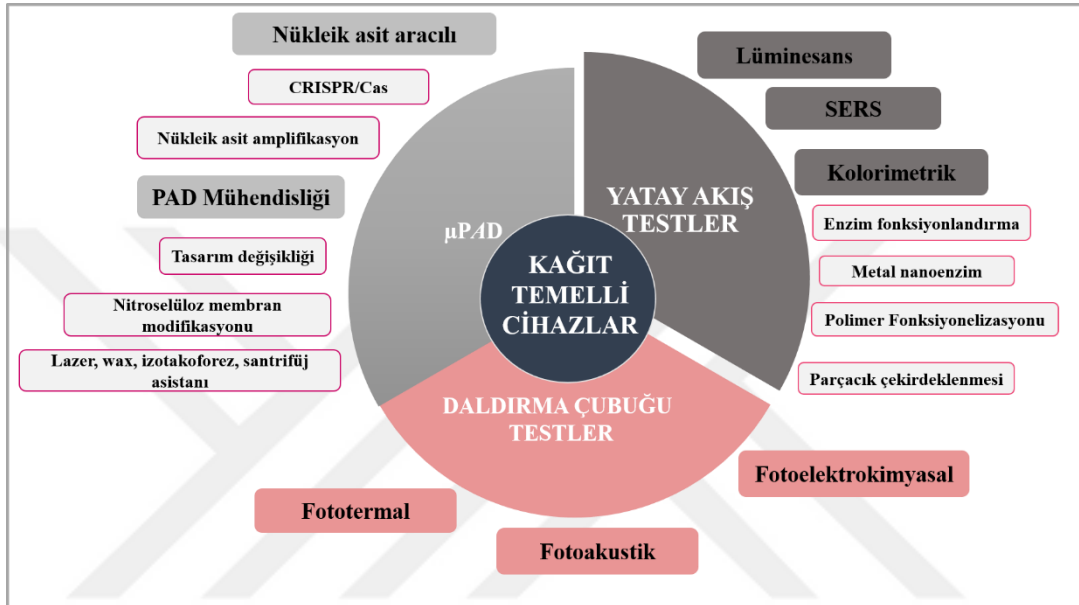 Nükleik asit aracılı
CRISPR/Cas
Nükleik asit amplifikasyon
PAD Mühendisliği
Tasarım değişikliği
Nitroselüloz membran
modifikasyonu
Lazer, wax, izotakoforez, santrifüj
asistanı
µPAD
KAĞIT
TEMELLİ
CİHAZLAR
YATAY AKIŞ
TESTLER
Lüminesans
SERS
Kolorimetrik
Enzim fonksiyonlandırma
Metal nanoenzim
Polimer Fonksiyonelizasyonu
Parçacık çekirdeklenmesi
DALDIRMA ÇUBUĞU
TESTLER
Fototermal
Fotoakustik
Fotoelektrokimyasal